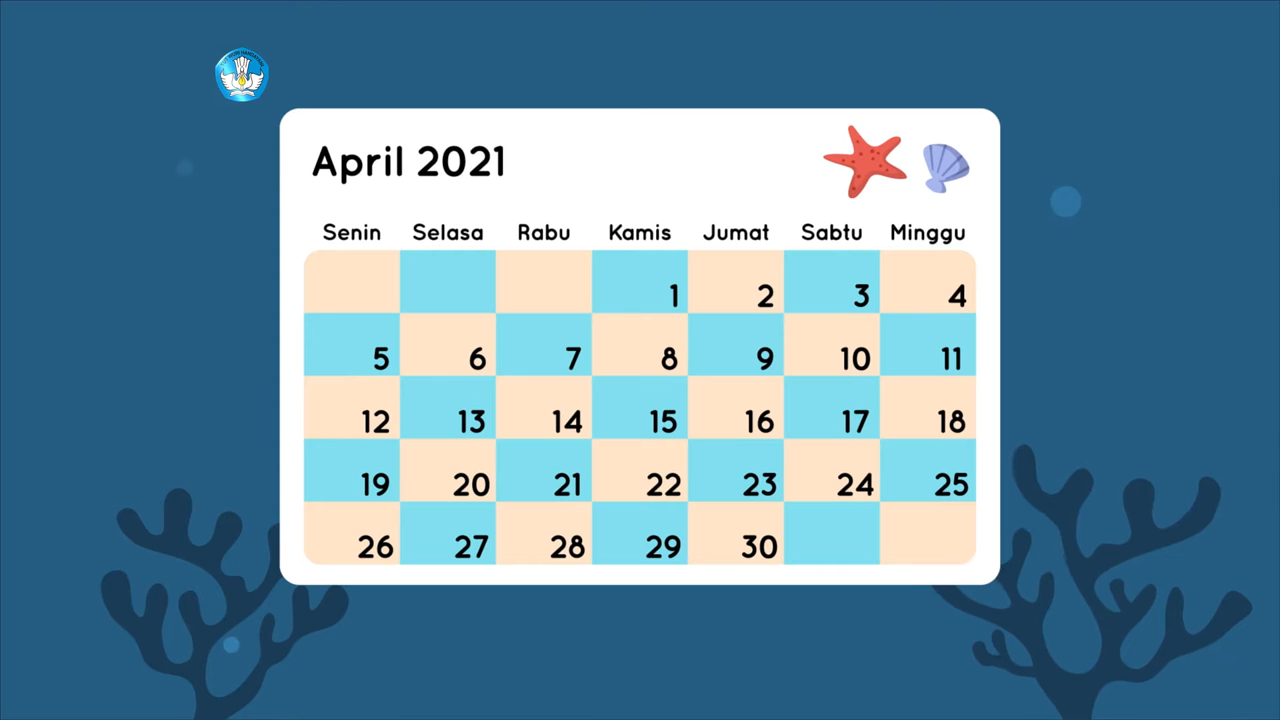 April 2021
Senin Selasa Rabu Kamis Jumat Sabtu Minggu
1 2 3 4
5 6 7 8 9 10 11
12 13 14 15 16 17 18
19 20 21 22 23 24 25
26 27 28 29 30